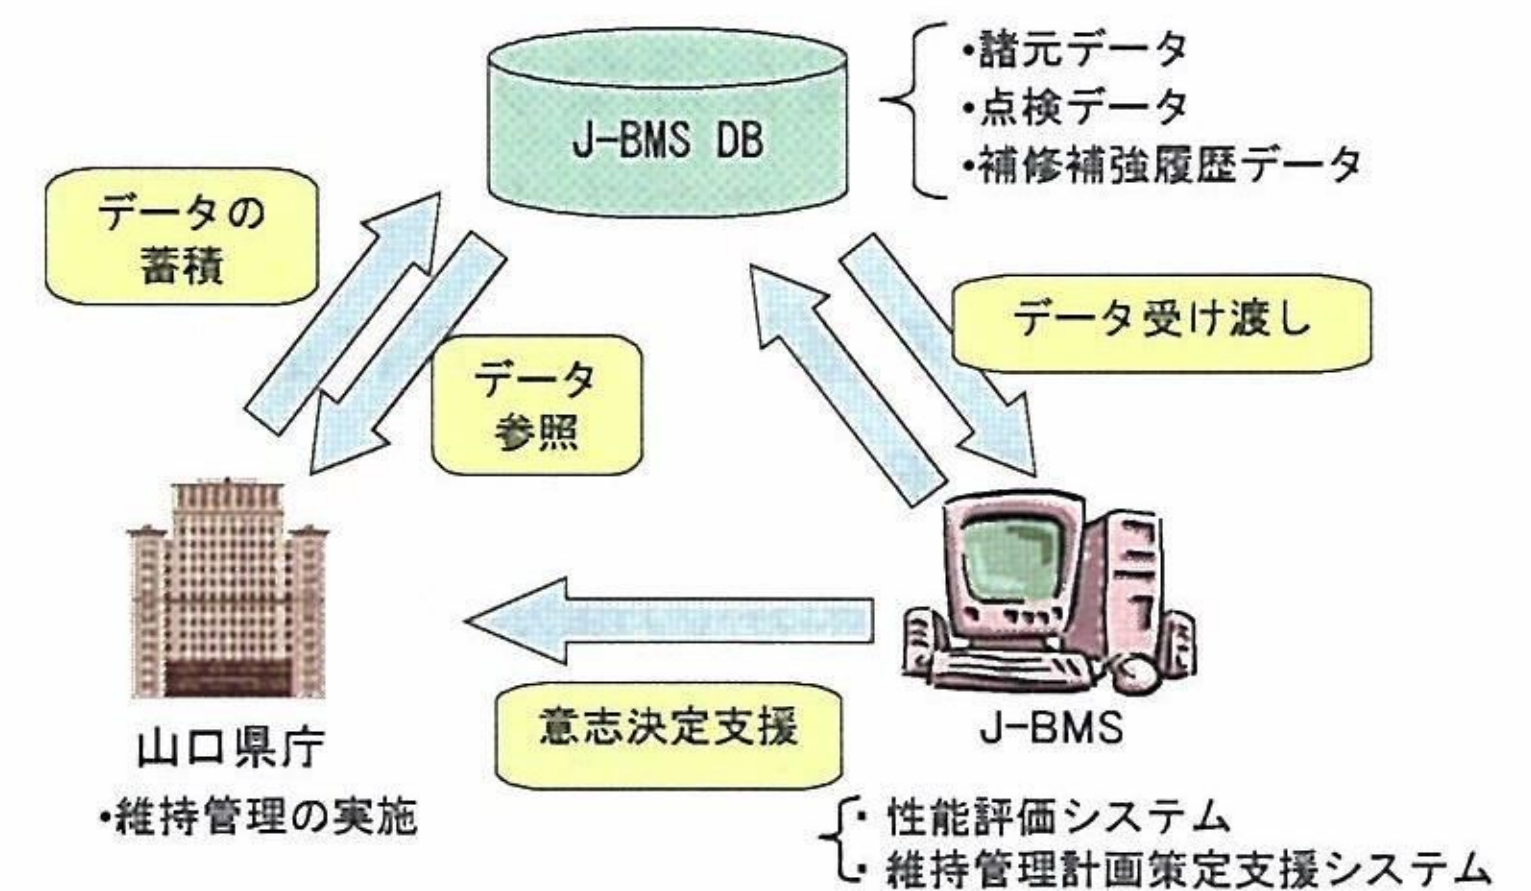 J-BMS DB
・諸元データ
・点検データ
・補修補強履歴データ
データの
蓄積
データ
参照
データ受け渡し
山口県庁
・維持管理の実施
意志決定支援
J-BMS
・性能評価システム
・維持管理計画策定支援システム